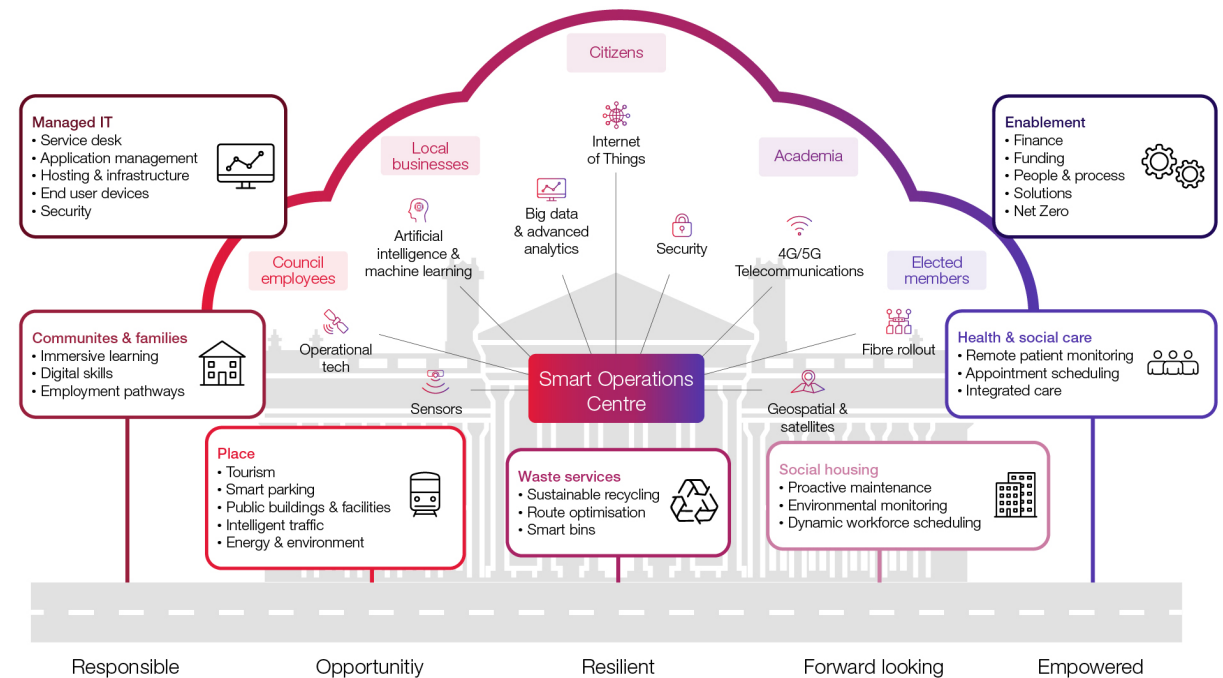 Citizens
Managed IT
• Service desk
• Application management
• Hosting & infrastructure
• End user devices
• Security
Local
businesses
Internet
of Things
Academia
Enablement
• Finance
• Funding
• People & process
• Solutions
• Net Zero
Council
employees
Artificial
intelligence &
machine learning
Big data
& advanced
analytics
Security
4G/5G
Telecommunications
Elected
members
Communites & families
• Immersive learning
• Digital skills
• Employment pathways
Operational
tech
Sensors
Smart Operations
Centre
Fibre rollout
Geospatial &
satellites
Health & social care
• Remote patient monitoring
• Appointment scheduling
• Integrated care
Place
• Tourism
• Smart parking
• Public buildings & facilities
• Intelligent traffic
• Energy & environment
Waste services
• Sustainable recycling
• Route optimisation
• Smart bins
Social housing
• Proactive maintenance
• Environmental monitoring
• Dynamic workforce scheduling
Responsible
Opportunitiy
Resilient
Forward looking
Empowered